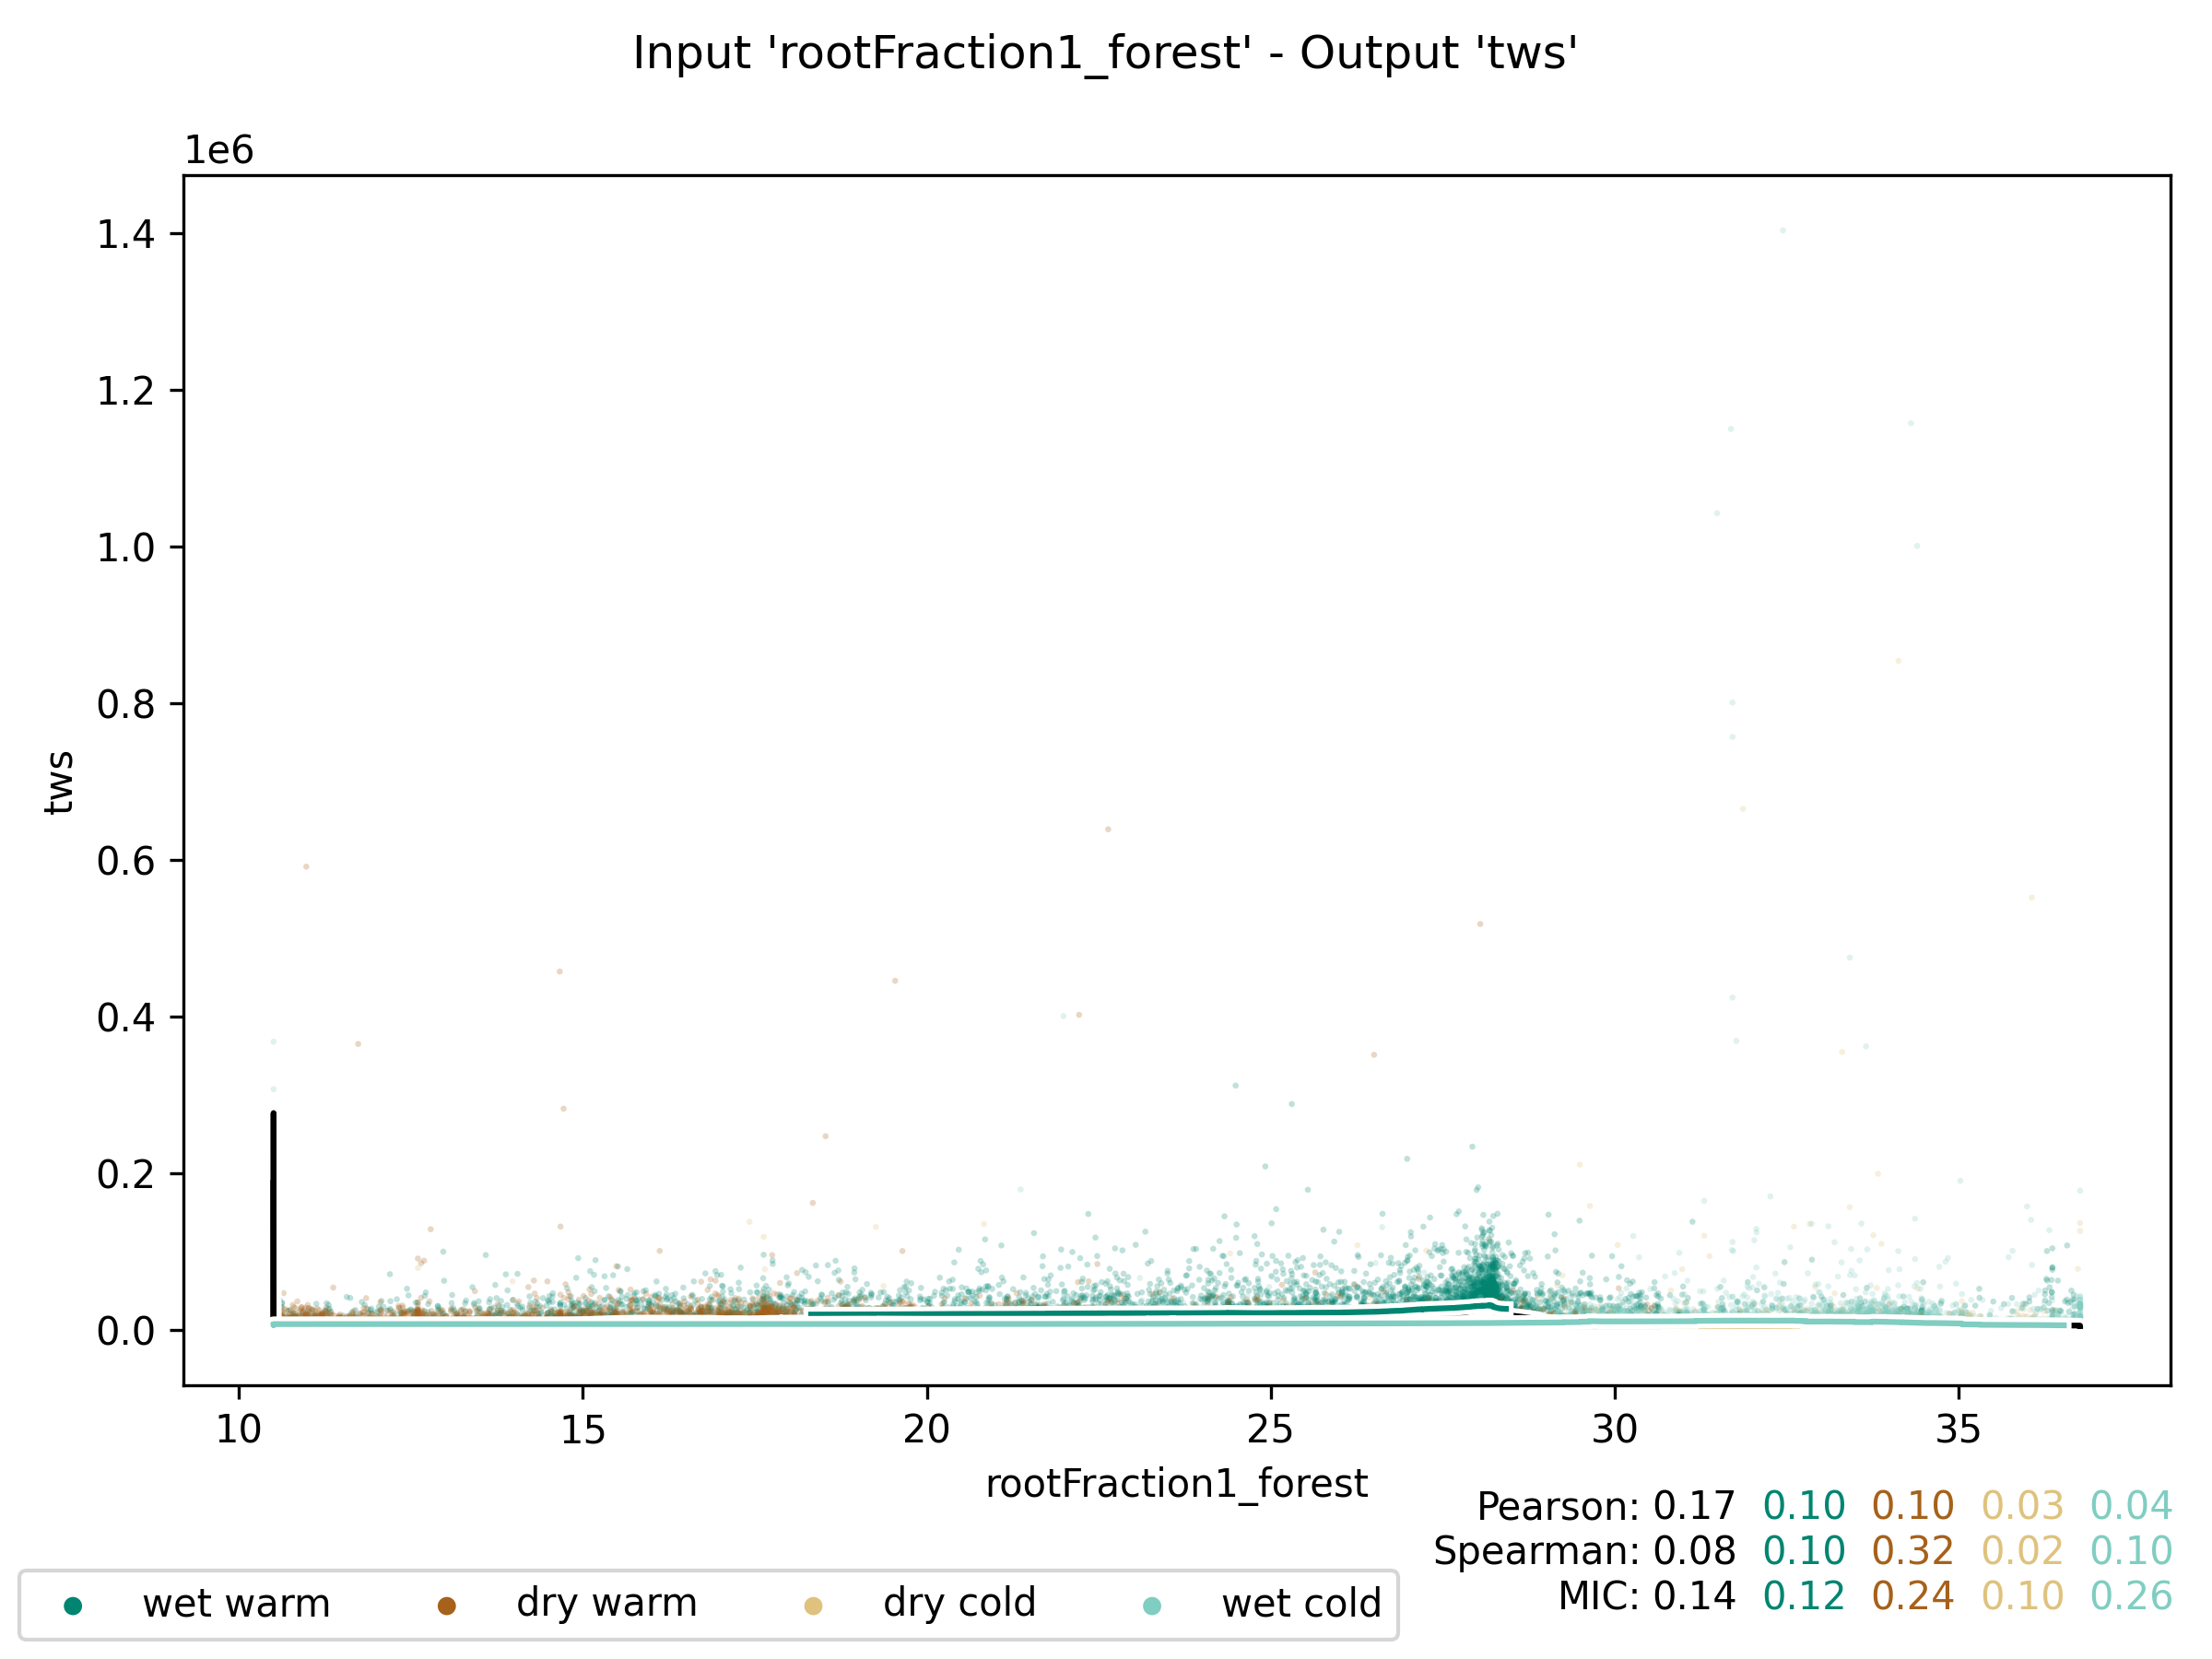 Input 'rootFraction1_forest' - Output 'tws'
1e6
1.4
1.2
1.0
0.8
0.6
0.4
0.2
0.0
tws
10 15 20 25 30 35
rootFraction1_forest
Pearson: 0.17 0.10 0.10 0.03 0.04
Spearman: 0.08 0.10 0.32 0.02 0.10
MIC: 0.14 0.12 0.24 0.10 0.26
wet warm dry warm dry cold wet cold